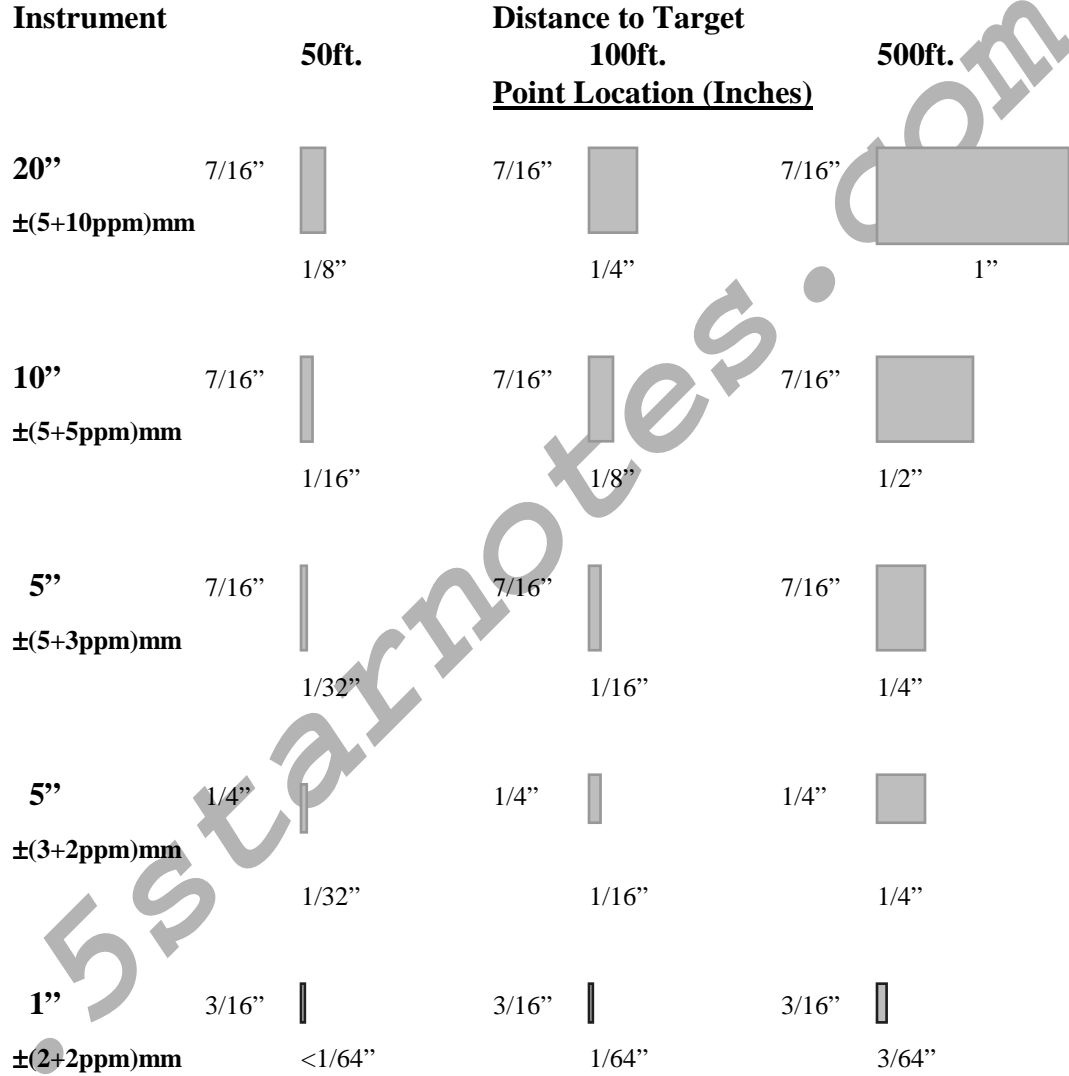 Instrument Distance to Target
50ft. 100ft. 500ft.
Point Location (Inches)
20” 7/16” 7/16” 7/16”
±(5+10ppm)mm
1/8” 1/4” 1”
10” 7/16” 7/16” 7/16”
±(5+5ppm)mm
1/16” 1/8” 1/2”
5” 7/16” 7/16” 7/16”
±(5+3ppm)mm
1/32” 1/16” 1/4”
5” 1/4” 1/4” 1/4”
±(3+2ppm)mm
1/32” 1/16” 1/4”
1” 3/16” 3/16” 3/16”
±(2+2ppm)mm <1/64” 1/64” 3/64”
.5starnotes.com